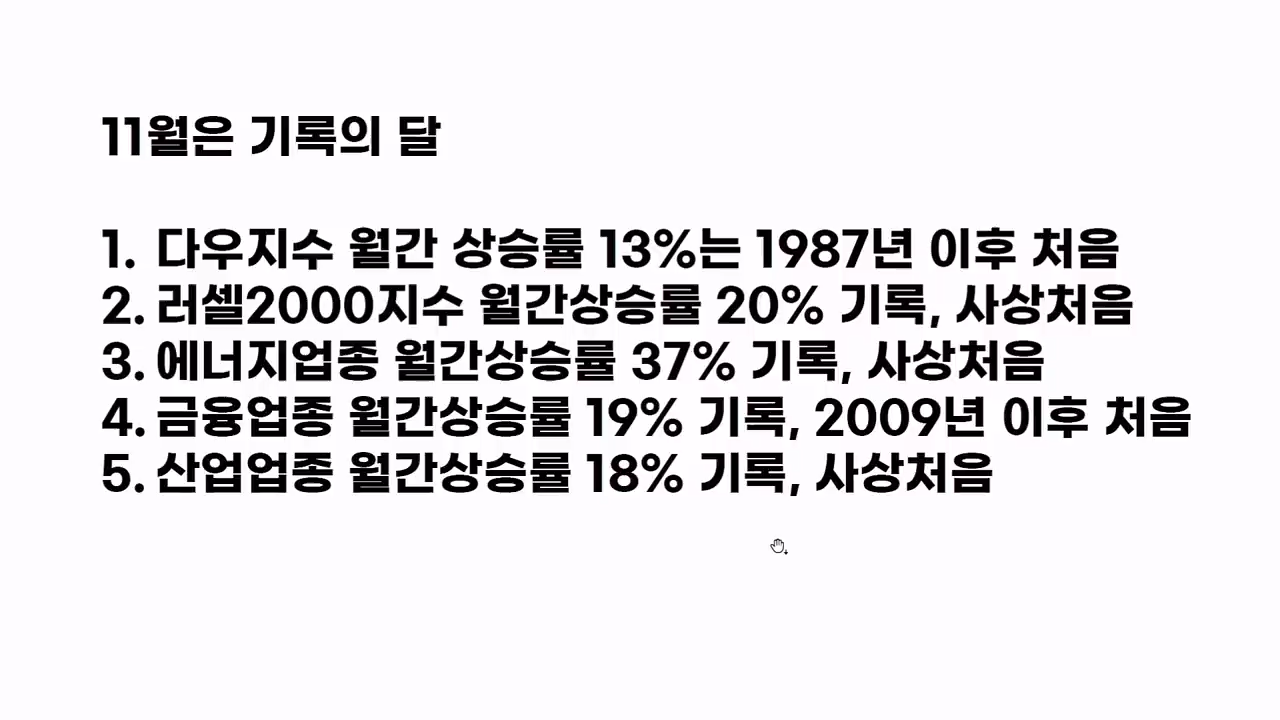 11월은 기록의 달
1. 다우지수 월간 상승률 13%는 1987년 이후 처음
2. 러셀2000지수 월간상승률 20% 기록, 사상처음
3. 에너지업종 월간상승률 37% 기록, 사상처음
4. 금융업종 월간상승률 19% 기록, 2009년 이후 처음
5. 산업업종 월간상승률 18% 기록, 사상처음